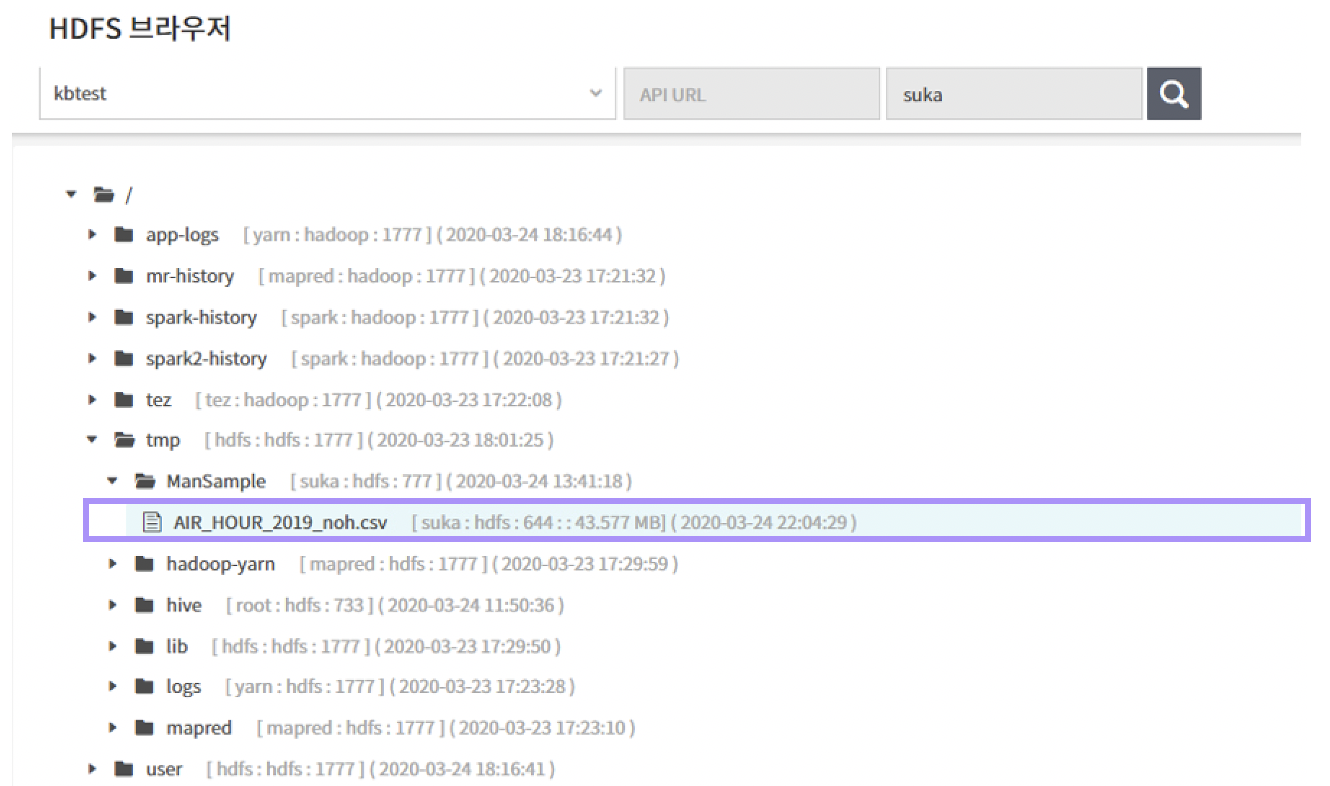 HDFS 브라우저
kbtest API URL suka
/
app-logs [ yarn : hadoop : 1777 ] ( 2020-03-24 18:16:44 )
mr-history [ mapred : hadoop : 1777 ] ( 2020-03-23 17:21:32 )
spark-history [ spark : hadoop : 1777 ] ( 2020-03-23 17:21:32 )
spark2-history [ spark : hadoop : 1777 ] ( 2020-03-23 17:21:27 )
tez [ tez : hadoop : 1777 ] ( 2020-03-23 17:22:08 )
tmp [ hdfs : hdfs : 1777 ] ( 2020-03-23 18:01:25 )
ManSample [ suka : hdfs : 777 ] ( 2020-03-24 13:41:18 )
AIR_HOUR_2019_noh.csv [ suka : hdfs : 644 : : 43.577 MB] ( 2020-03-24 22:04:29 )
hadoop-yarn [ mapred : hdfs : 1777 ] ( 2020-03-23 17:29:59 )
hive [ root : hdfs : 733 ] ( 2020-03-24 11:50:36 )
lib [ hdfs : hdfs : 1777 ] ( 2020-03-23 17:29:50 )
logs [ yarn : hdfs : 1777 ] ( 2020-03-23 17:23:28 )
mapred [ mapred : hdfs : 1777 ] ( 2020-03-23 17:23:10 )
user [ hdfs : hdfs : 1777 ] ( 2020-03-24 18:16:41 )